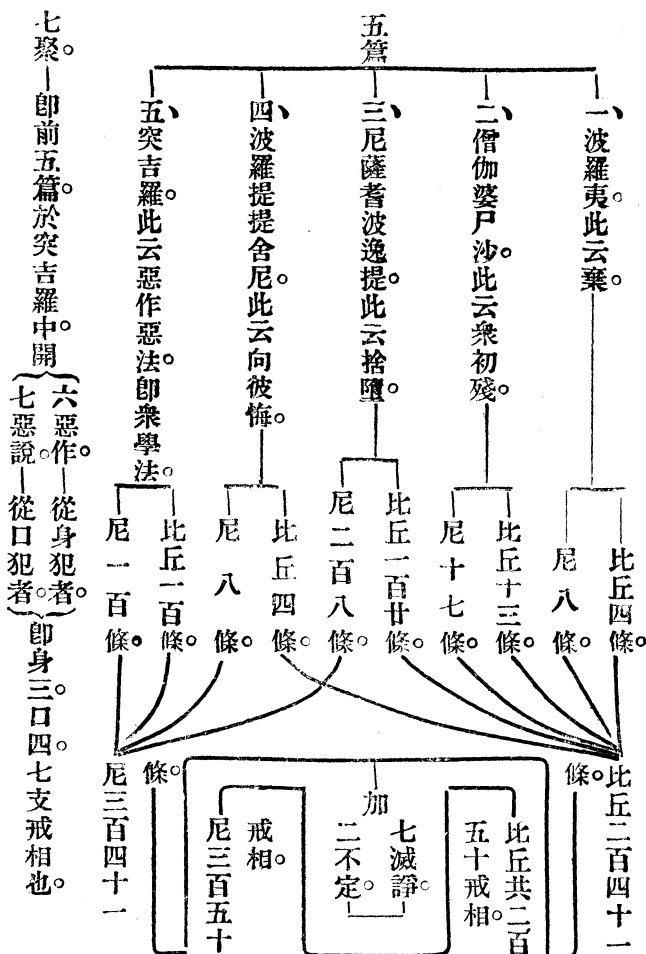 五篇
一、波羅夷。此云棄。
比丘四條。
尼八條。
二、僧伽婆尸沙。此云衆初殘。
比丘十三條。
尼十七條。
三、尼薩耆波逸提。此云捨墮。
比丘一百廿條。
尼二百八條。
四、波羅提提舍尼。此云向彼悔。
比丘四條。
尼八條。
五、突吉羅。此云惡作惡法。卽衆學法。
比丘一百條。
尼一百條。
比丘二百四十一
條。
尼三百四十一
條。
加
七滅諍。
二不定。
比丘共二百
五十戒相。
尼三百五十
戒相。
七聚。卽前五篇。於突吉羅中。開
六惡作。從身犯者。
七惡說。從口犯者。
卽身三。口四。七支戒相也。